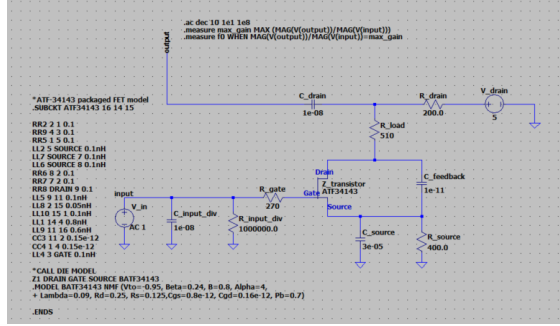 .ac dec 10 1e1 1e8
.measure max_gain MAX (MAG(V(output))/MAG(V(input)))
.measure f0 WHEN MAG(V(output))/MAG(V(input))=max_gain
output
C_drain
1e-08
R_drain
200.0
V_drain
5
R_load
510
*ATF-34143 packaged FET model
.SUBCKT ATF34143 16 14 15
RR2 2 1 0.1
RR9 4 3 0.1
RR5 1 5 0.1
LL2 5 SOURCE 0.1nH
LL7 SOURCE 7 0.1nH
LL6 SOURCE 8 0.1nH
RR6 8 2 0.1
RR7 7 2 0.1
RR8 DRAIN 9 0.1
LL5 9 11 0.1nH
LL8 2 15 0.05nH
LL10 15 1 0.1nH
LL1 14 4 0.8nH
LL9 11 16 0.6nH
CC3 11 2 0.15e-12
CC4 1 4 0.15e-12
LL4 3 GATE 0.1nH
input
V_in
AC 1
C_input_div
1e-08
R_input_div
1000000.0
R_gate
270
Drain
Z_transistor
ATF34143
Gate
Source
C_feedback
1e-11
C_source
3e-05
R_source
400.0
*CALL DIE MODEL
Z1 DRAIN GATE SOURCE BATF34143
.MODEL BATF34143 NMF (Vto=-0.95, Beta=0.24, B=0.8, Alpha=4,
+ Lambda=0.09, Rd=0.25, Rs=0.125,Cgs=0.8e-12, Cgd=0.16e-12, Pb=0.7)
.ENDS